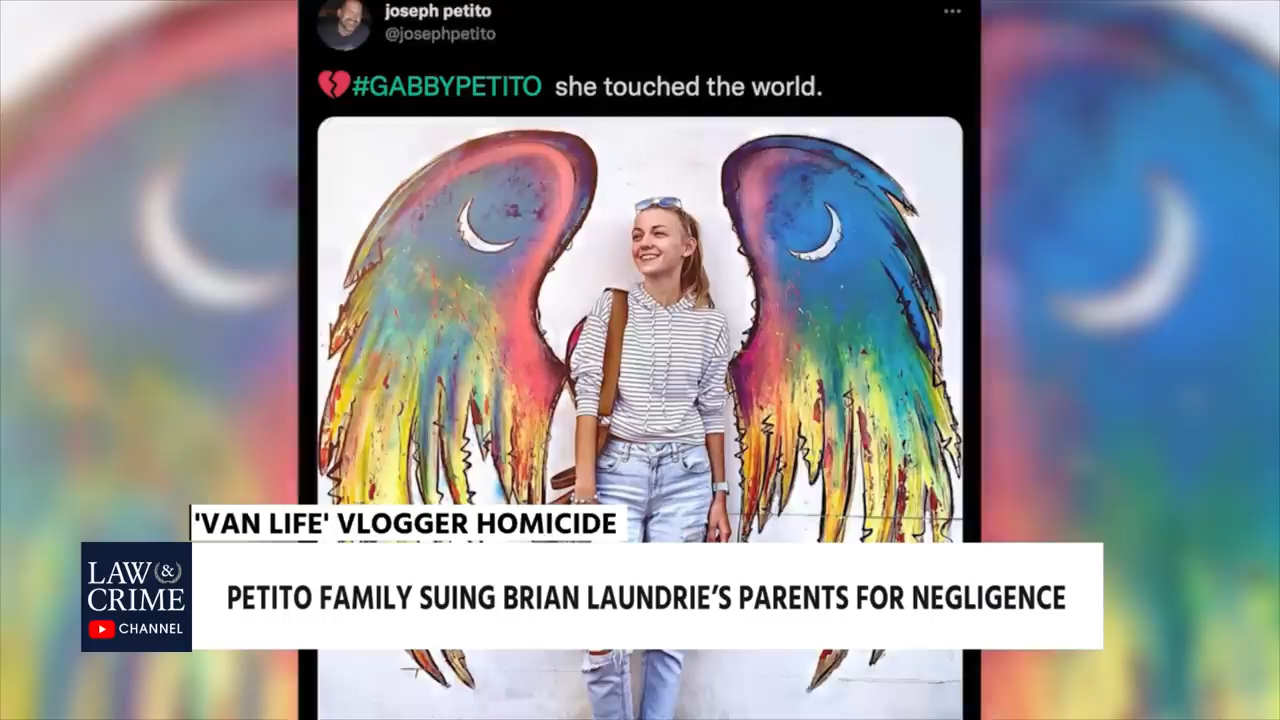 joseph petito
@josephpetito
#GABBYPETITO she touched the world.
'VAN LIFE' VLOGGER HOMICIDE
LAW &
CRIME
CHANNEL
PETITO FAMILY SUING BRIAN LAUNDRIE’S PARENTS FOR NEGLIGENCE